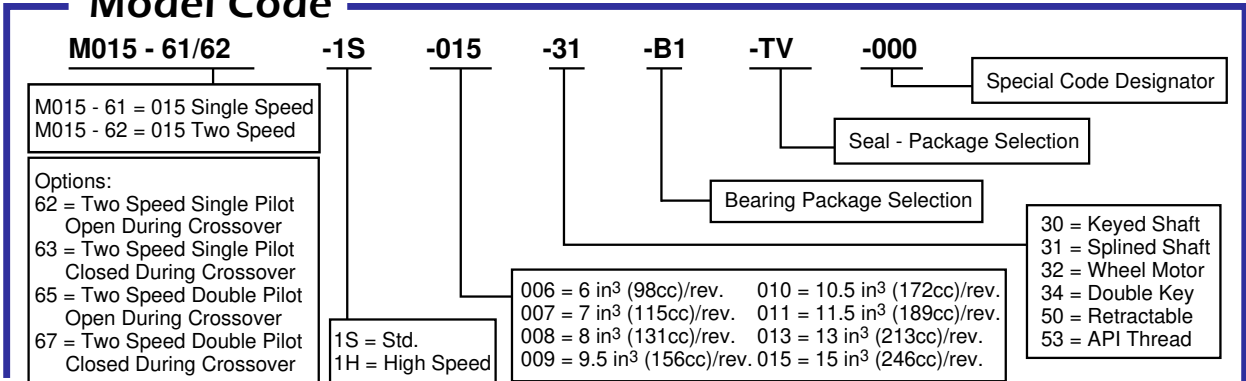 Model Code
M015 - 61/62 -1S -015 -31 -B1 -TV -000
Special Code Designator
M015 - 61 = 015 Single Speed
M015 - 62 = 015 Two Speed
Seal - Package Selection
Options:
62 = Two Speed Single Pilot
Open During Crossover
63 = Two Speed Single Pilot
Closed During Crossover
65 = Two Speed Double Pilot
Open During Crossover
67 = Two Speed Double Pilot
Closed During Crossover
Bearing Package Selection
30 = Keyed Shaft
31 = Splined Shaft
32 = Wheel Motor
34 = Double Key
50 = Retractable
53 = API Thread
006 = 6 in³ (98cc)/rev. 010 = 10.5 in³ (172cc)/rev.
007 = 7 in³ (115cc)/rev. 011 = 11.5 in³ (189cc)/rev.
008 = 8 in³ (131cc)/rev. 013 = 13 in³ (213cc)/rev.
009 = 9.5 in³ (156cc)/rev. 015 = 15 in³ (246cc)/rev.
1S = Std.
1H = High Speed